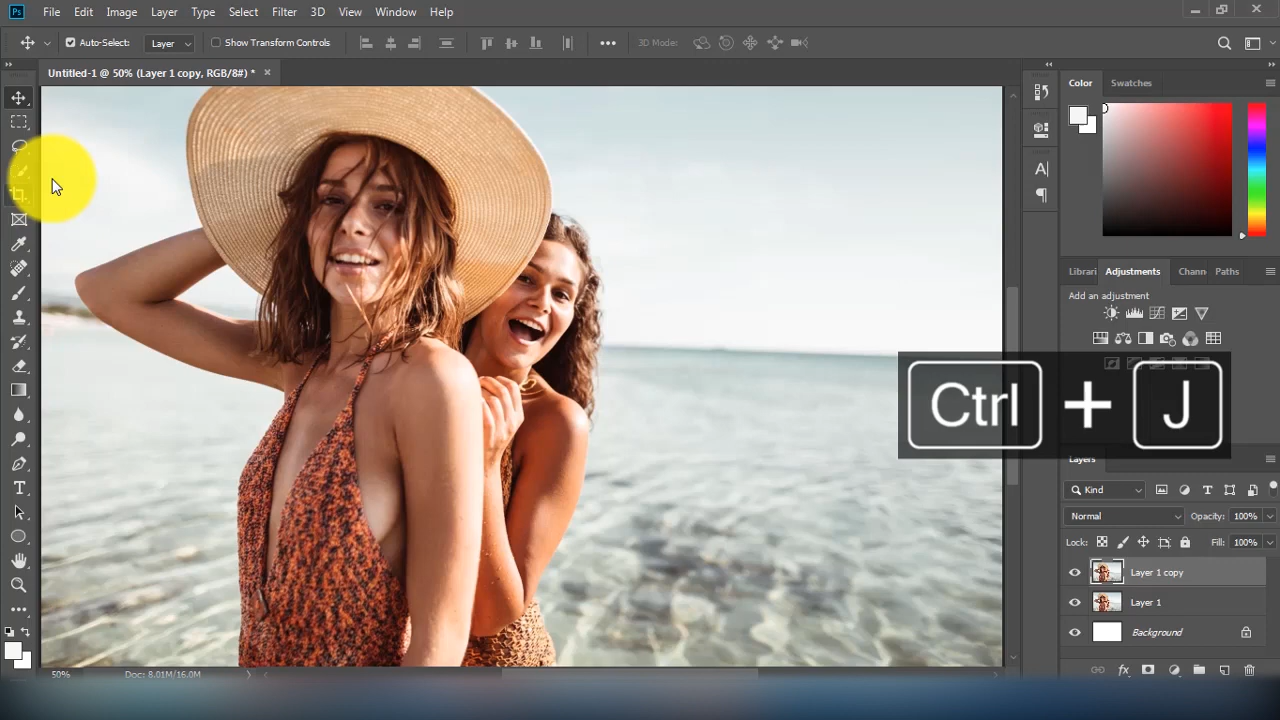 Ps File Edit Image Layer Type Select Filter 3D View Window Help
Auto-Select: Layer Show Transform Controls 3D Mode:
Untitled-1 @ 50% (Layer 1 copy, RGB/8#) * ×
Color Swatches
Librari Adjustments Chann Paths
Add an adjustment
Ctrl + J
Layers
Kind
Normal Opacity: 100%
Lock: Fill: 100%
Layer 1 copy
Layer 1
Background
50% Doc: 8.01M/16.0M